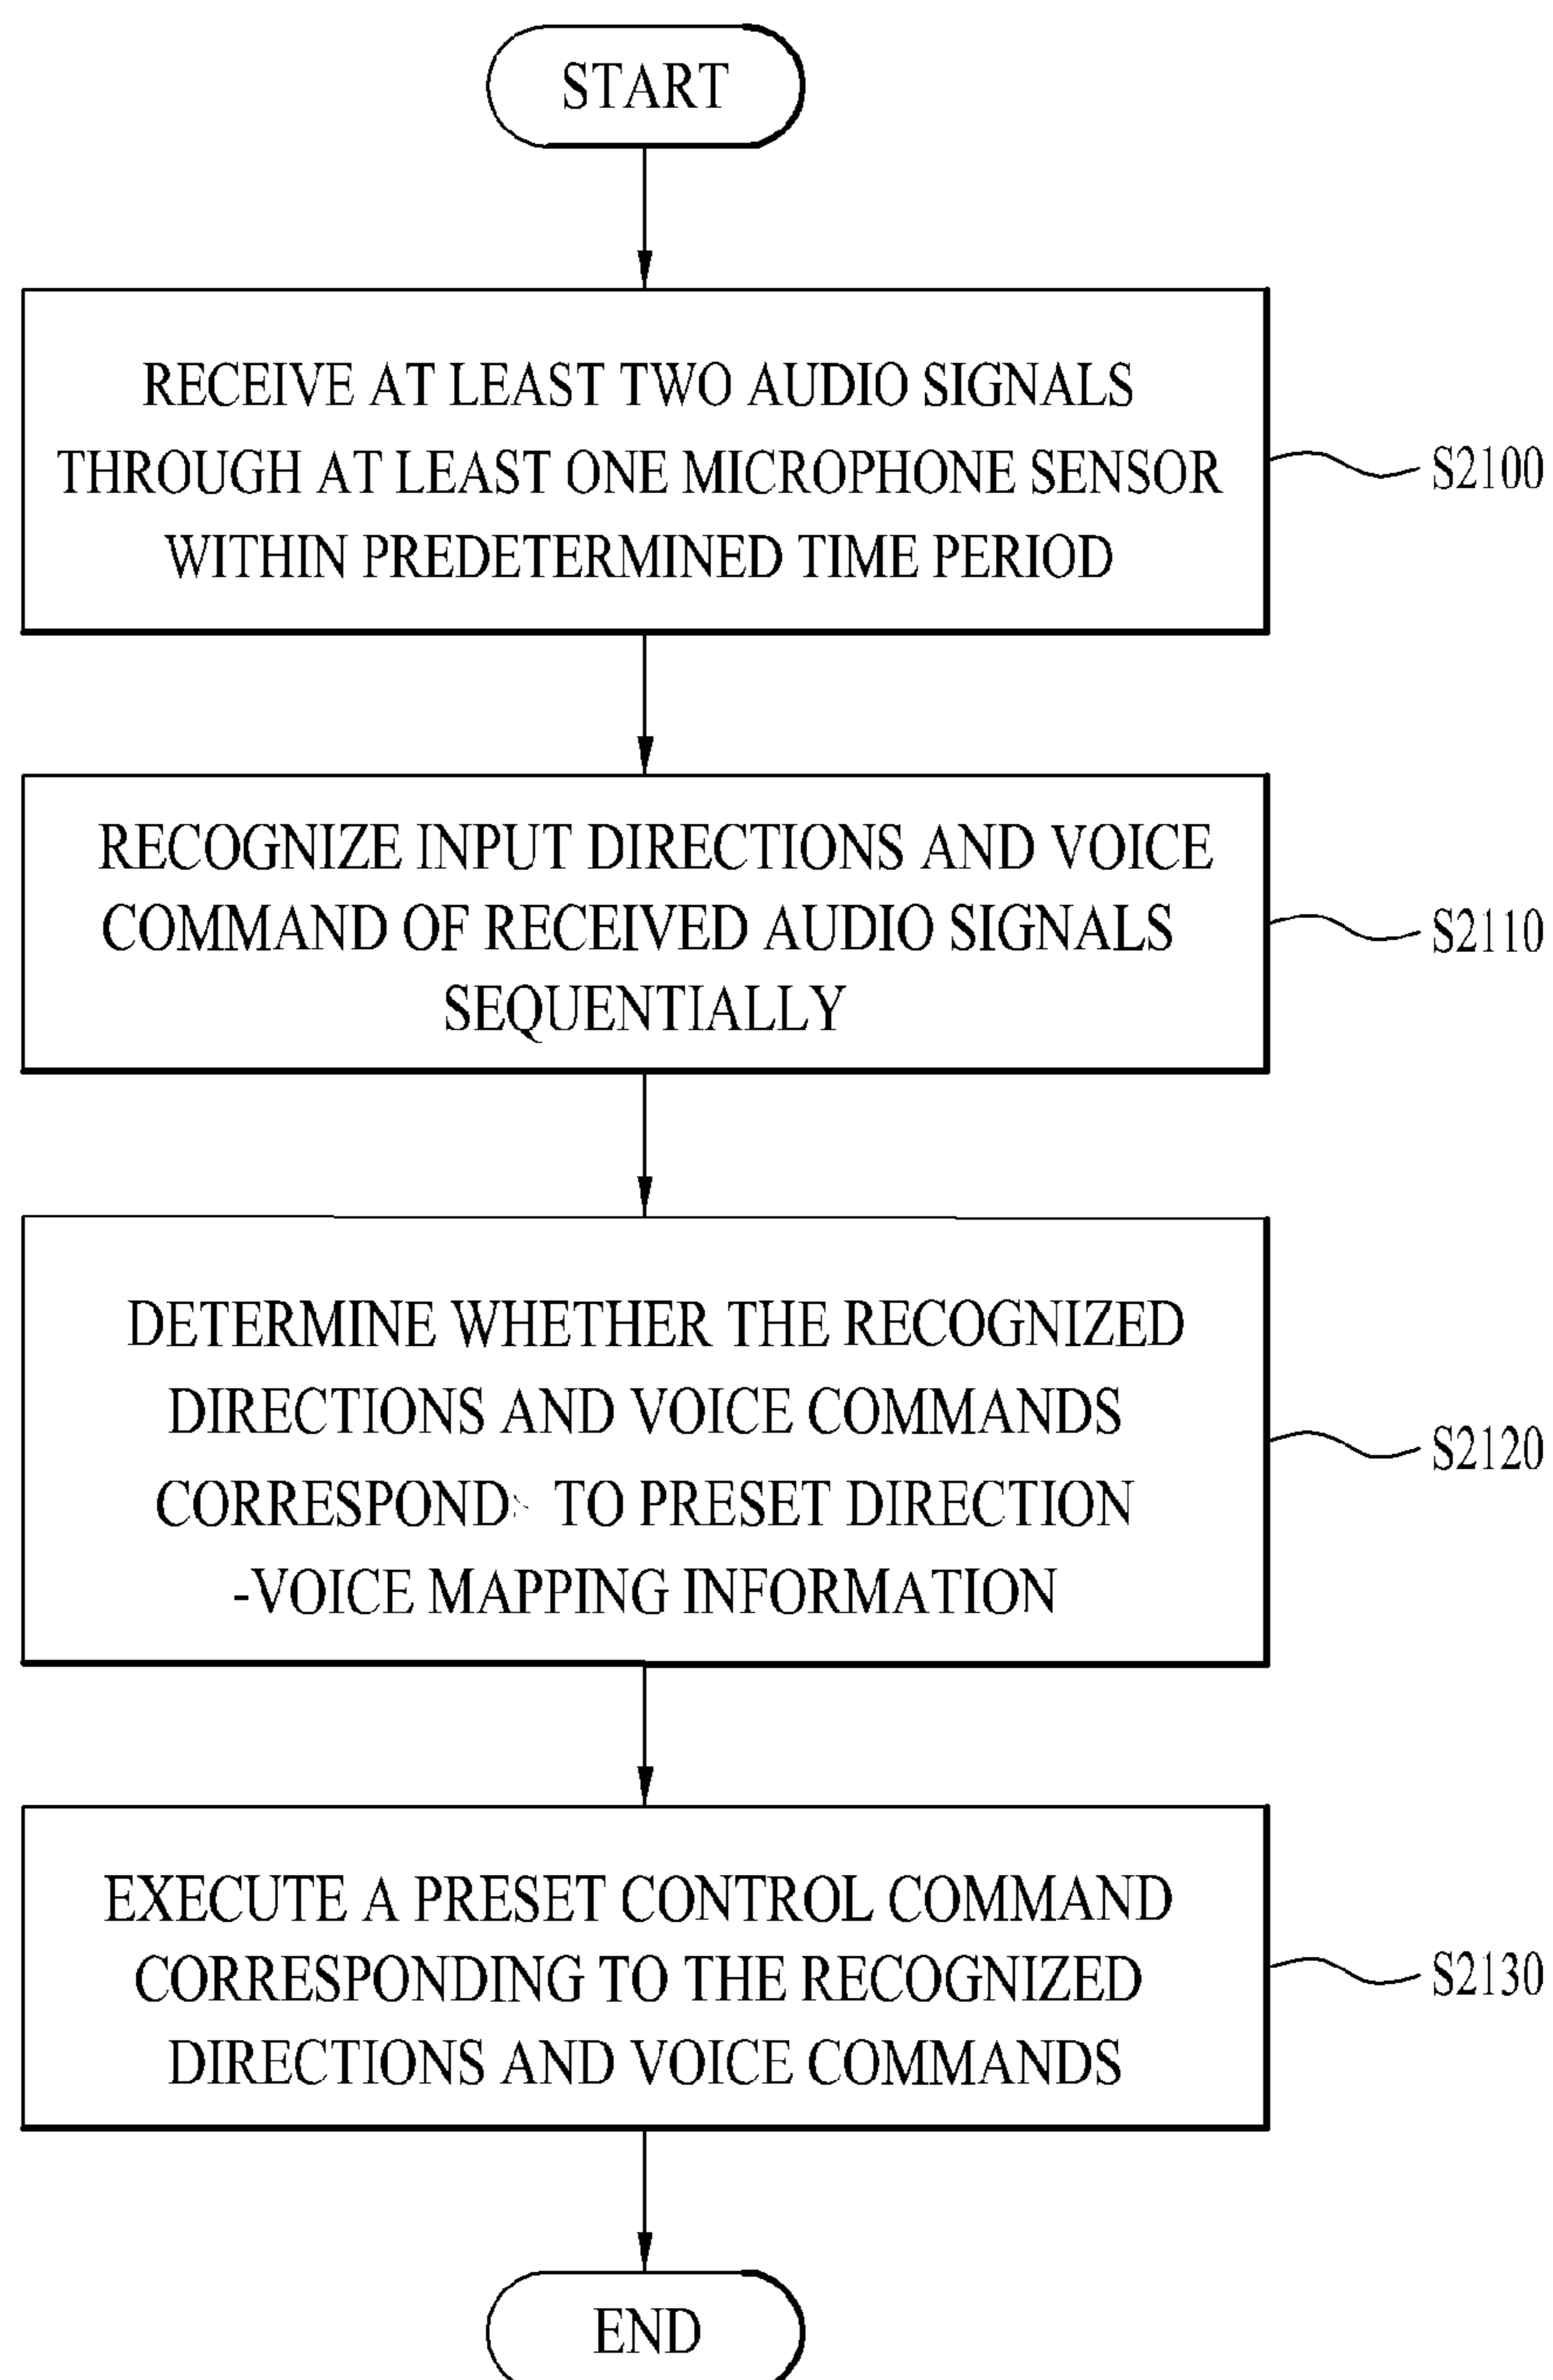 START
RECEIVE AT LEAST TWO AUDIO SIGNALS
THROUGH AT LEAST ONE MICROPHONE SENSOR
WITHIN PREDETERMINED TIME PERIOD
S2100
RECOGNIZE INPUT DIRECTIONS AND VOICE
COMMAND OF RECEIVED AUDIO SIGNALS
SEQUENTIALLY
S2110
DETERMINE WHETHER THE RECOGNIZED
DIRECTIONS AND VOICE COMMANDS
CORRESPOND TO PRESET DIRECTION
-VOICE MAPPING INFORMATION
S2120
EXECUTE A PRESET CONTROL COMMAND
CORRESPONDING TO THE RECOGNIZED
DIRECTIONS AND VOICE COMMANDS
S2130
END